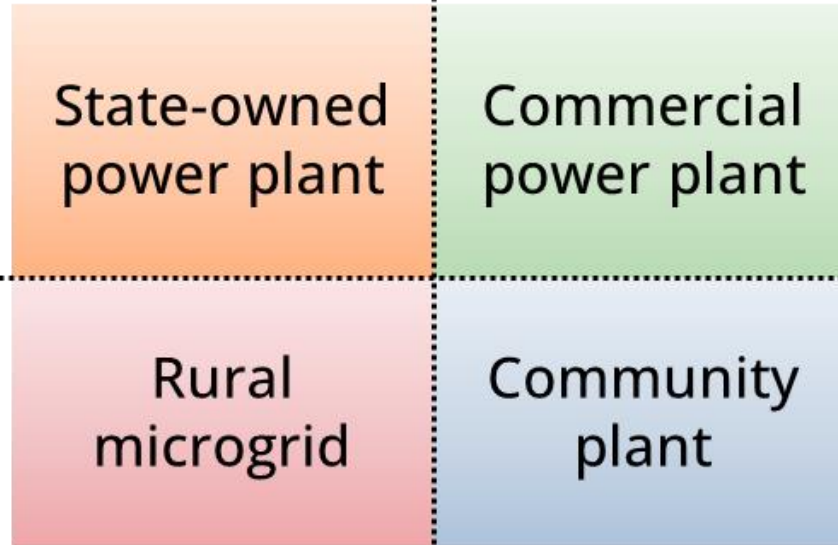 State-owned
power plant
Commercial
power plant
Rural
microgrid
Community
plant